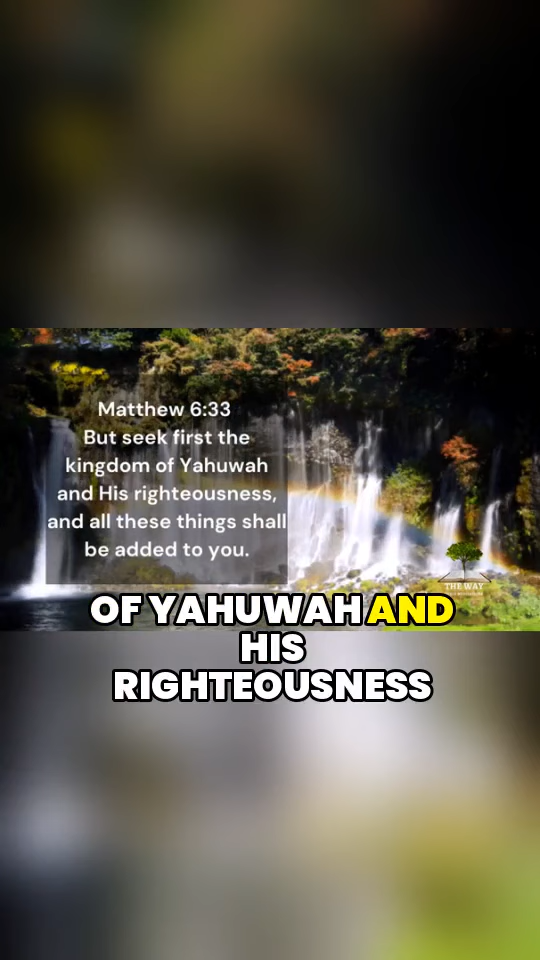 Matthew 6:33
But seek first the
kingdom of Yahuwah
and His righteousness,
and all these things shall
be added to you.
THE WAY
OF YAHUWAH AND
HIS
RIGHTEOUSNESS